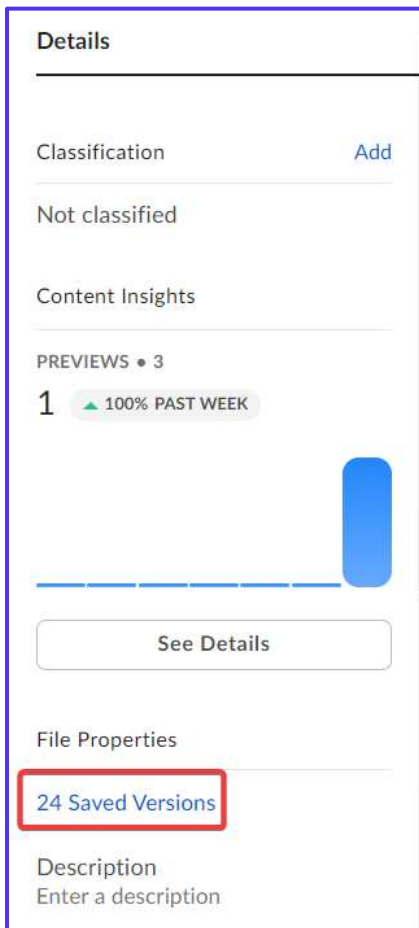 Details
Classification Add
Not classified
Content Insights
PREVIEWS • 3
1 100% PAST WEEK
See Details
File Properties
24 Saved Versions
Description
Enter a description